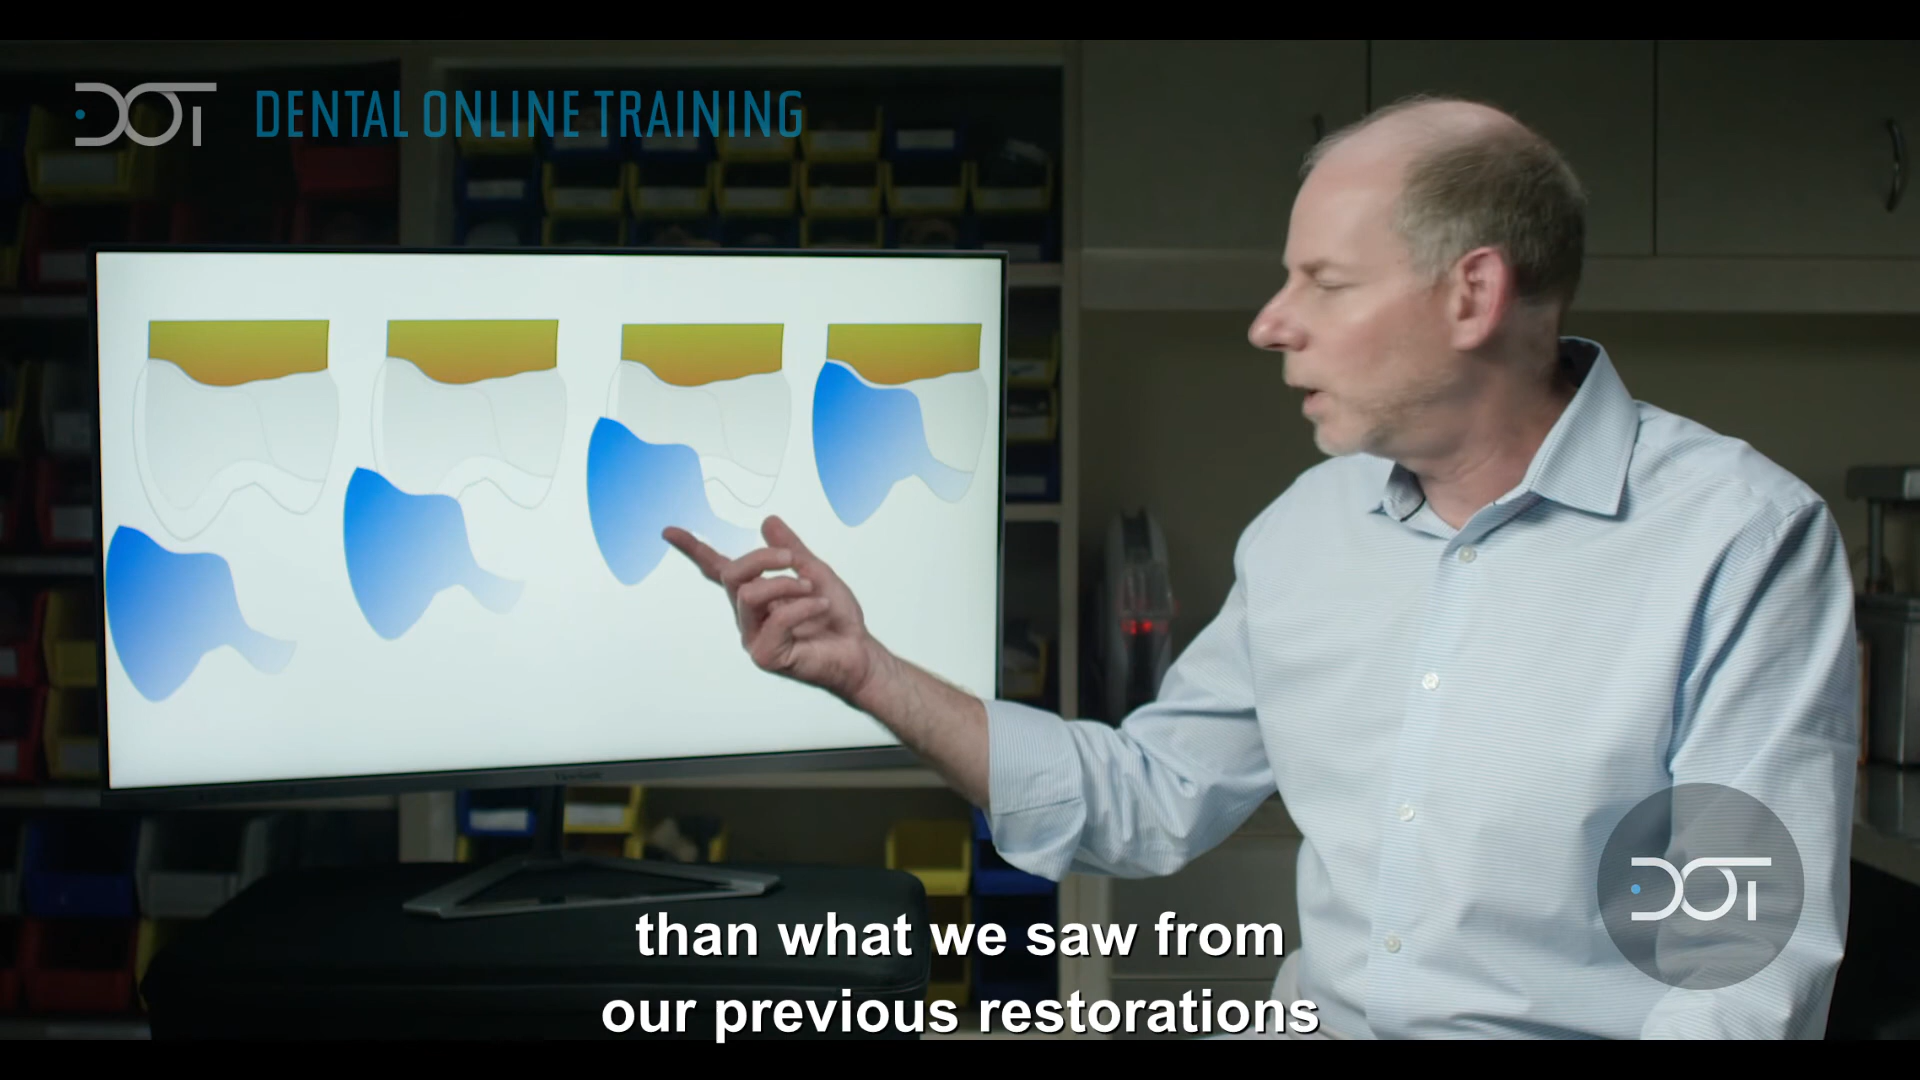 DOT DENTAL ONLINE TRAINING
DOT
than what we saw from
our previous restorations